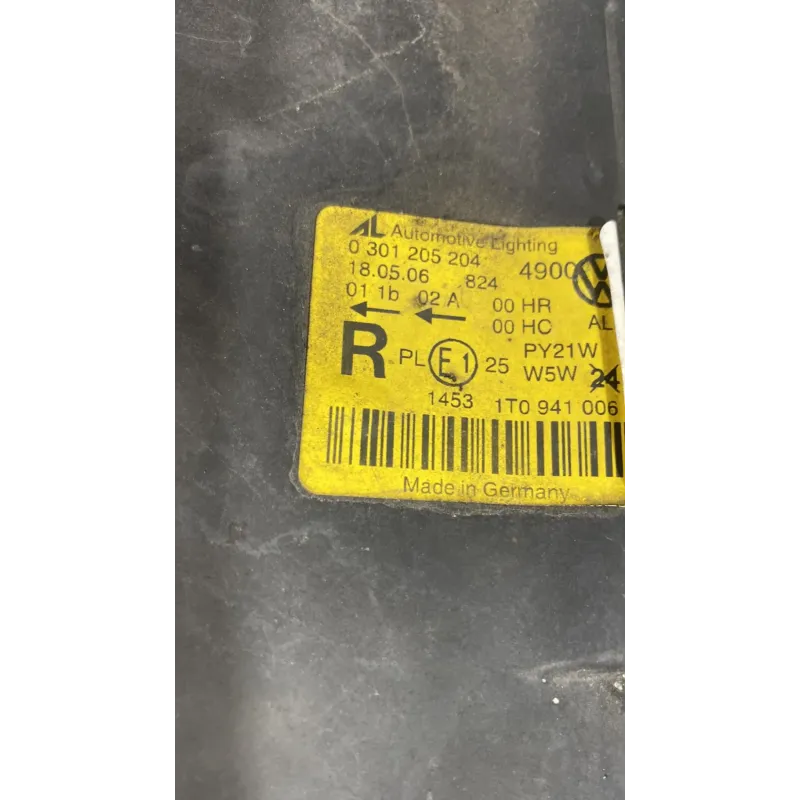 AL Automotive Lighting
0 301 205 204 4900
18.05.06 824
01 1b 02 A 00 HR
00 HC AL
R PL E1 25 PY21W
W5W 24
1453 1T0 941 006
Made in Germany